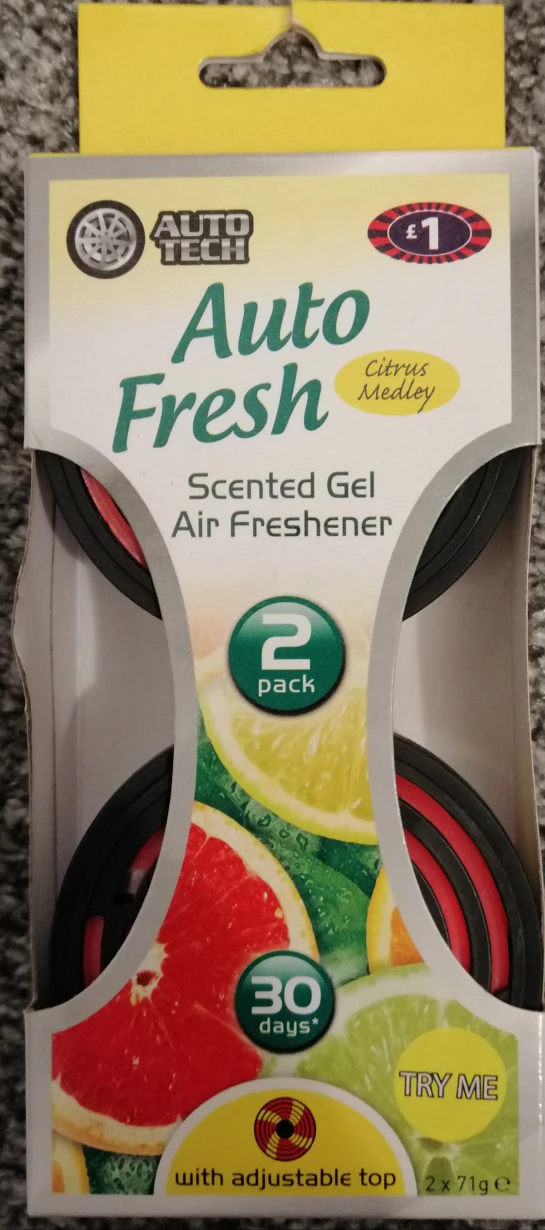 AUTO
TECH
£1
Auto
Fresh
Citrus
Medley
Scented Gel
Air Freshener
2
pack
30
days*
TRY ME
with adjustable top
2 x 71g ℮